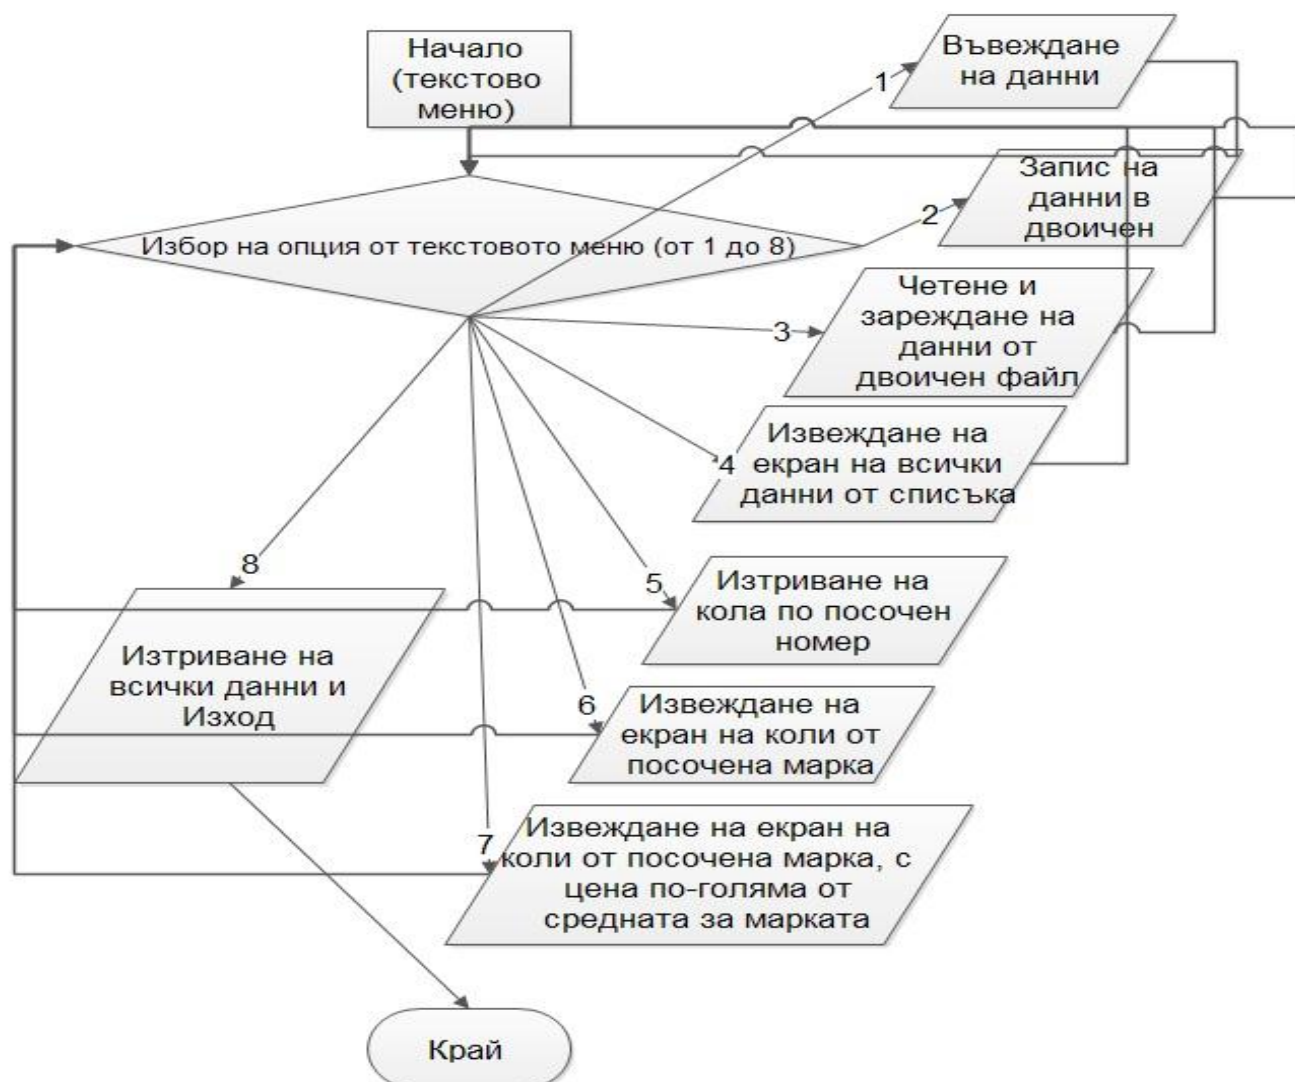 Начало
(текстово
меню)
1
Въвеждане
на данни
Избор на опция от текстовото меню (от 1 до 8)
2
Запис на
данни в
двоичен
3
Четене и
зареждане на
данни от
двоичен файл
4
Извеждане на
екран на всички
данни от списъка
5
Изтриване на
кола по посочен
номер
8
Изтриване на
всички данни и
Изход
6
Извеждане на
екран на коли от
посочена марка
7
Извеждане на екран на
коли от посочена марка, с
цена по-голяма от
средната за марката
Край